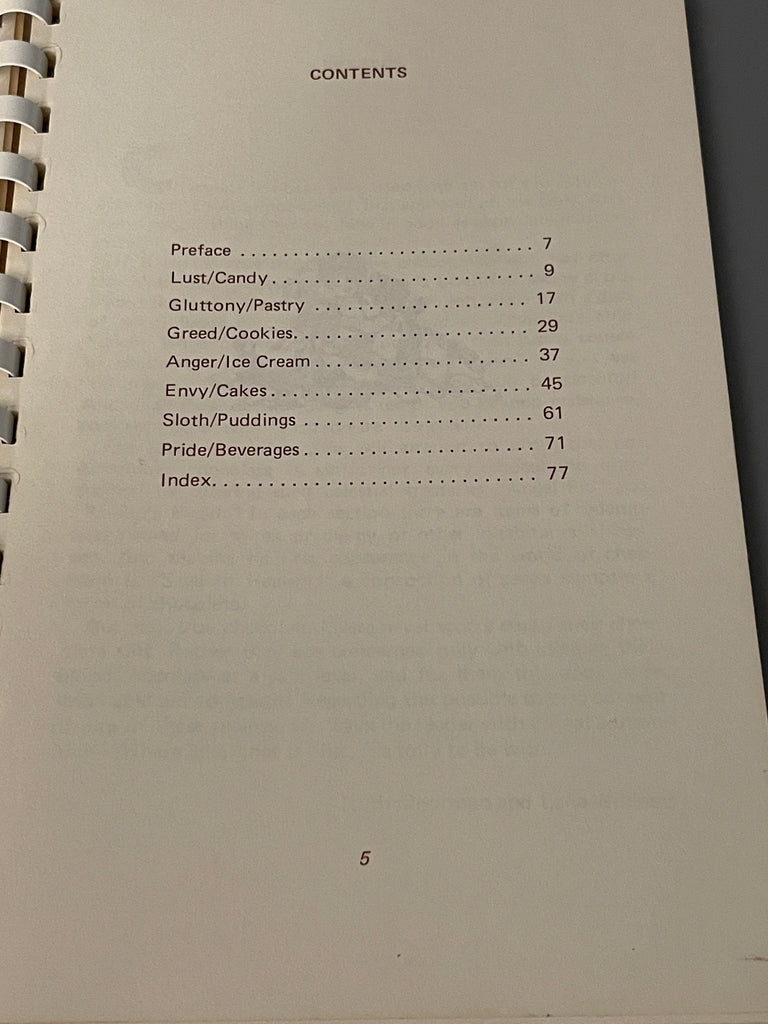 CONTENTS
Preface . . . . . . . . . . . . . . . . . . . . . . . . . . . . 7
Lust/Candy . . . . . . . . . . . . . . . . . . . . . . . . . 9
Gluttony/Pastry . . . . . . . . . . . . . . . . . . . . 17
Greed/Cookies. . . . . . . . . . . . . . . . . . . . . . 29
Anger/Ice Cream . . . . . . . . . . . . . . . . . . . . 37
Envy/Cakes . . . . . . . . . . . . . . . . . . . . . . . . 45
Sloth/Puddings . . . . . . . . . . . . . . . . . . . . . 61
Pride/Beverages . . . . . . . . . . . . . . . . . . . . . 71
Index. . . . . . . . . . . . . . . . . . . . . . . . . . . . . 77
5